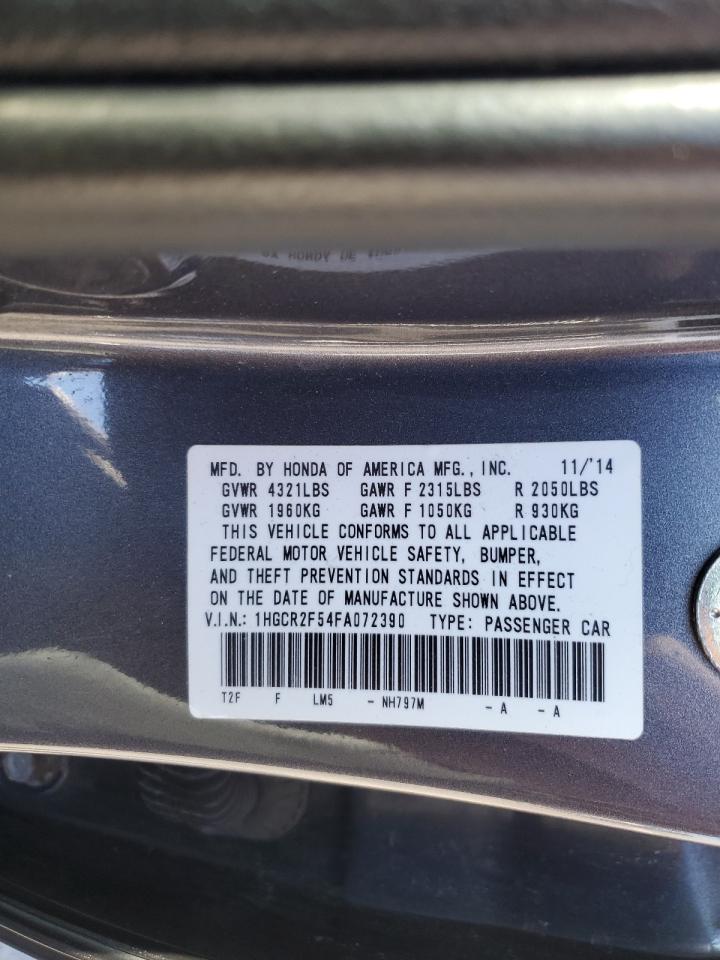 MFD. BY HONDA OF AMERICA MFG., INC. 11/'14
GVWR 4321LBS GAWR F 2315LBS R 2050LBS
GVWR 1960KG GAWR F 1050KG R 930KG
THIS VEHICLE CONFORMS TO ALL APPLICABLE
FEDERAL MOTOR VEHICLE SAFETY, BUMPER,
AND THEFT PREVENTION STANDARDS IN EFFECT
ON THE DATE OF MANUFACTURE SHOWN ABOVE.
V.I.N.: 1HGCR2F54FA072390 TYPE: PASSENGER CAR
T2F F LM5 - NH797M - A - A